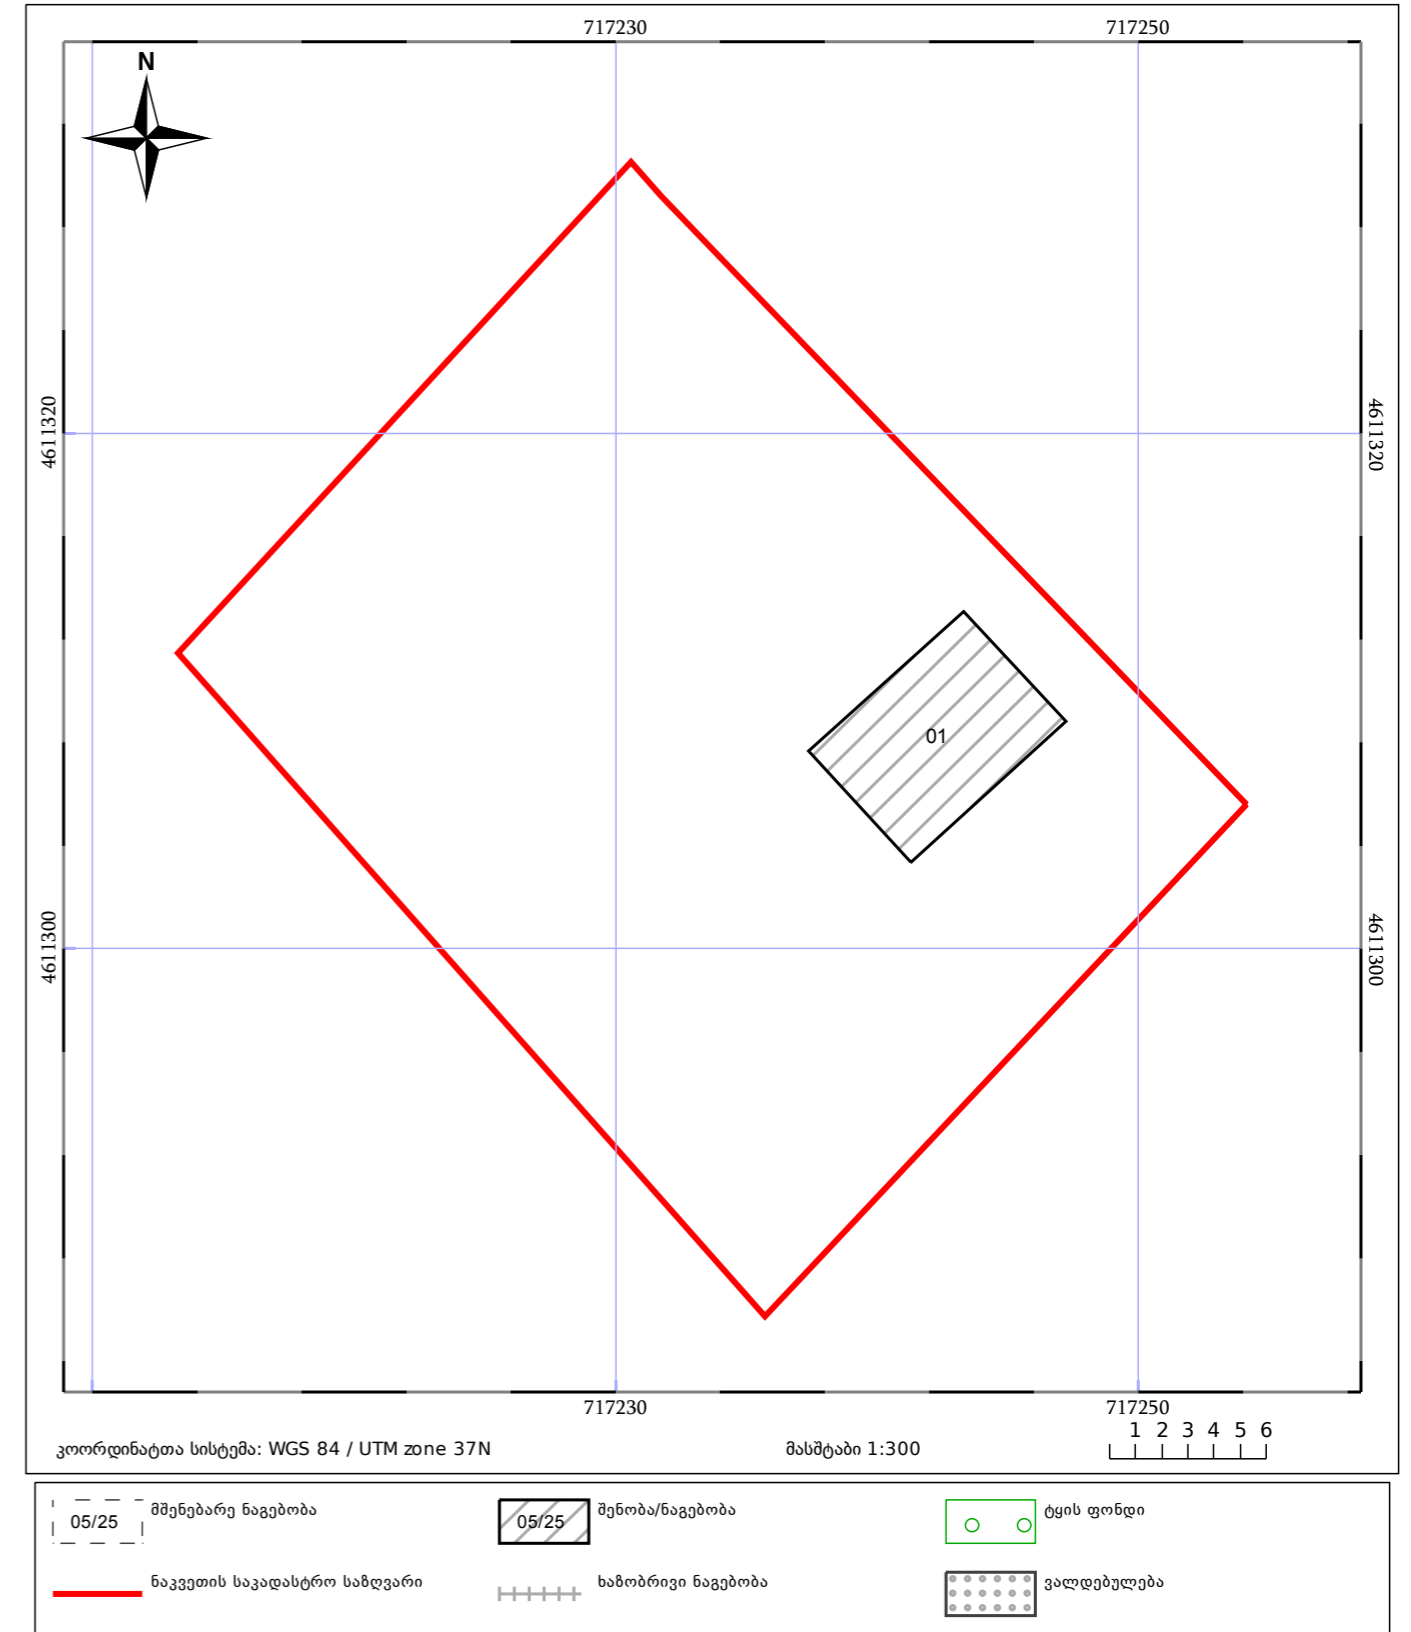 717230 717250
N
4611320 4611320
01
4611300 4611300
717230 717250
კოორდინატთა სისტემა: WGS 84 / UTM zone 37N მასშტაბი 1:300 1 2 3 4 5 6
05/25 მშენებარე ნაგებობა 05/25 შენობა/ნაგებობა ტყის ფონდი
ნაკვეთის საკადასტრო საზღვარი ხაზობრივი ნაგებობა ვალდებულება